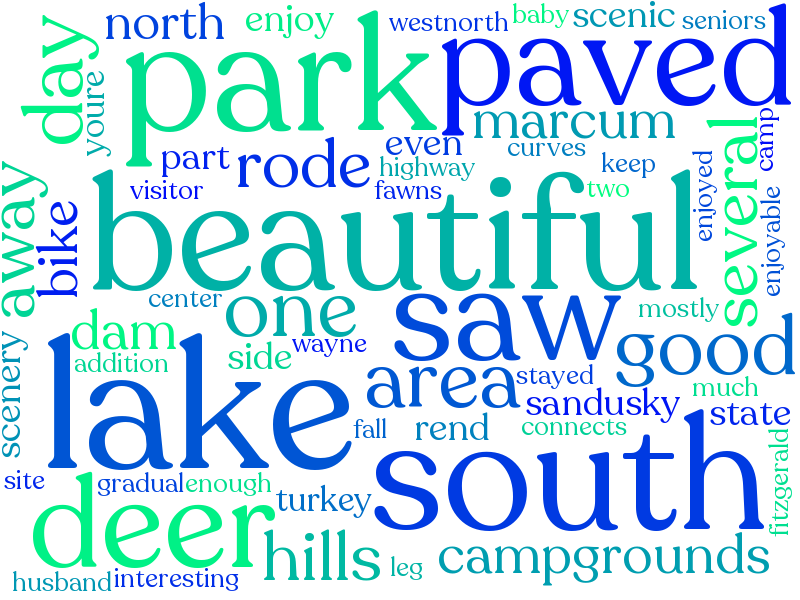 north
enjoy
westnorth
baby
scenic
seniors
day
youre
park
paved
marcum
part
rode
even
highway
curves
keep
camp
visitor
fawns
two
enjoyed
several
enjoyable
away
bike
beautiful
center
one
saw
mostly
dam
addition
side
wayne
good
scenery
lake
area
stayed
sandusky
much
state
fall
rend
connects
south
fitzgerald
site
gradual
enough
turkey
deer
hills
leg
campgrounds
husband
interesting